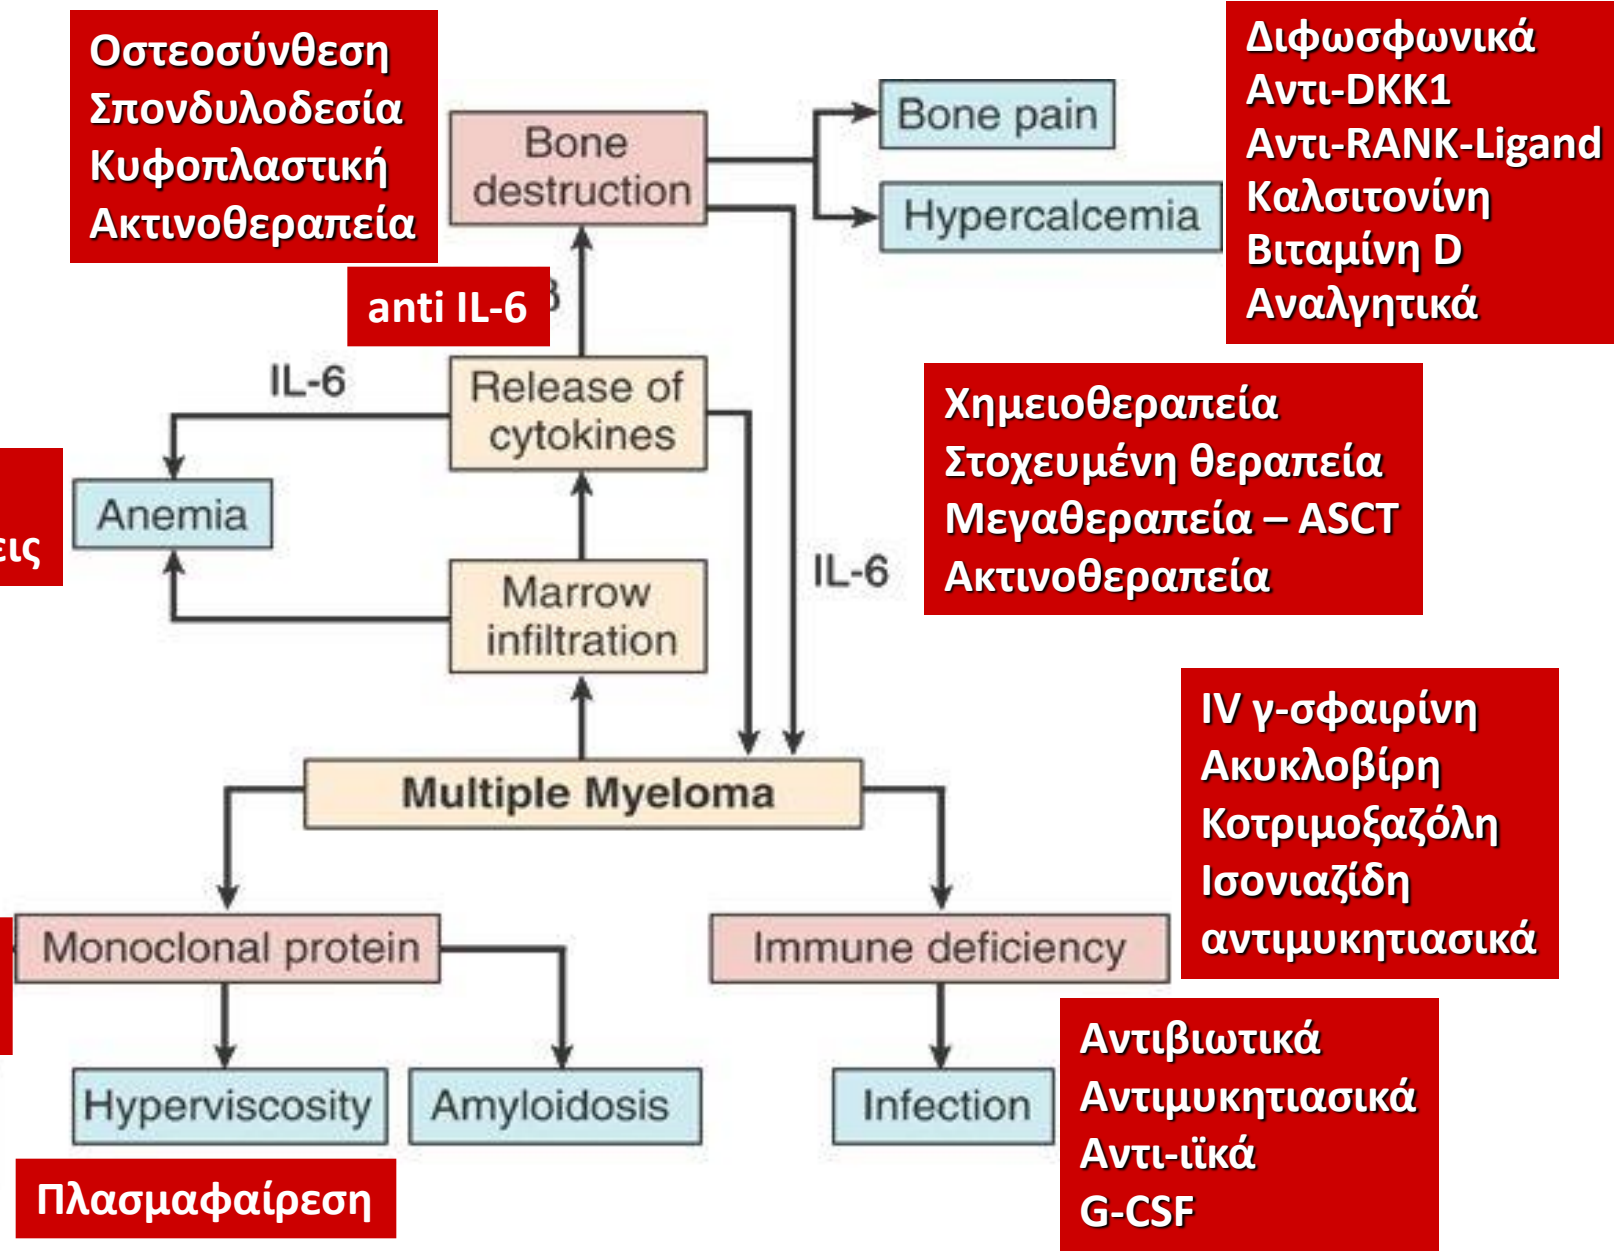 Οστεοσύνθεση
Σπονδυλοδεσία
Κυφοπλαστική
Ακτινοθεραπεία
Bone
destruction
Bone pain
Hypercalcemia
Διφωσφωνικά
Αντι-DKK1
Αντι-RANK-Ligand
Καλσιτονίνη
Βιταμίνη D
Αναλγητικά
anti IL-6
IL-6
Release of
cytokines
Χημειοθεραπεία
Στοχευμένη θεραπεία
Μεγαθεραπεία – ASCT
Ακτινοθεραπεία
Anemia
Marrow
infiltration
IL-6
Multiple Myeloma
IV γ-σφαιρίνη
Ακυκλοβίρη
Κοτριμοξαζόλη
Ισονιαζίδη
αντιμυκητιασικά
Monoclonal protein
Immune deficiency
Hyperviscosity
Amyloidosis
Infection
Αντιβιωτικά
Αντιμυκητιασικά
Αντι-ιϊκά
G-CSF
Πλασμαφαίρεση